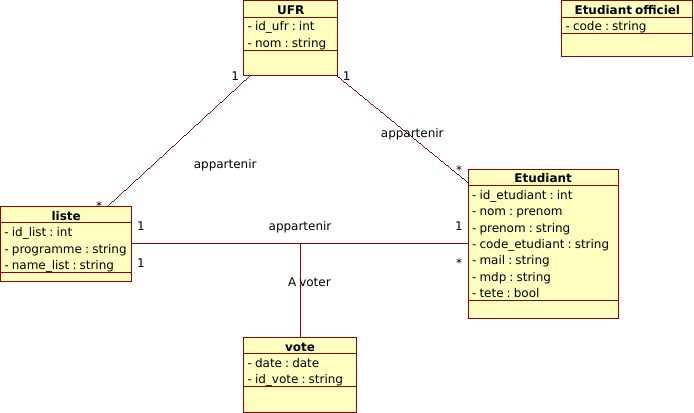 UFR
- id_ufr : int
- nom : string
Etudiant officiel
- code : string
1
1
appartenir
appartenir
*
*
Etudiant
- id_etudiant : int
- nom : prenom
- prenom : string
- code_etudiant : string
- mail : string
- mdp : string
- tete : bool
liste
- id_list : int
- programme : string
- name_list : string
1
appartenir
1
1
*
A voter
vote
- date : date
- id_vote : string